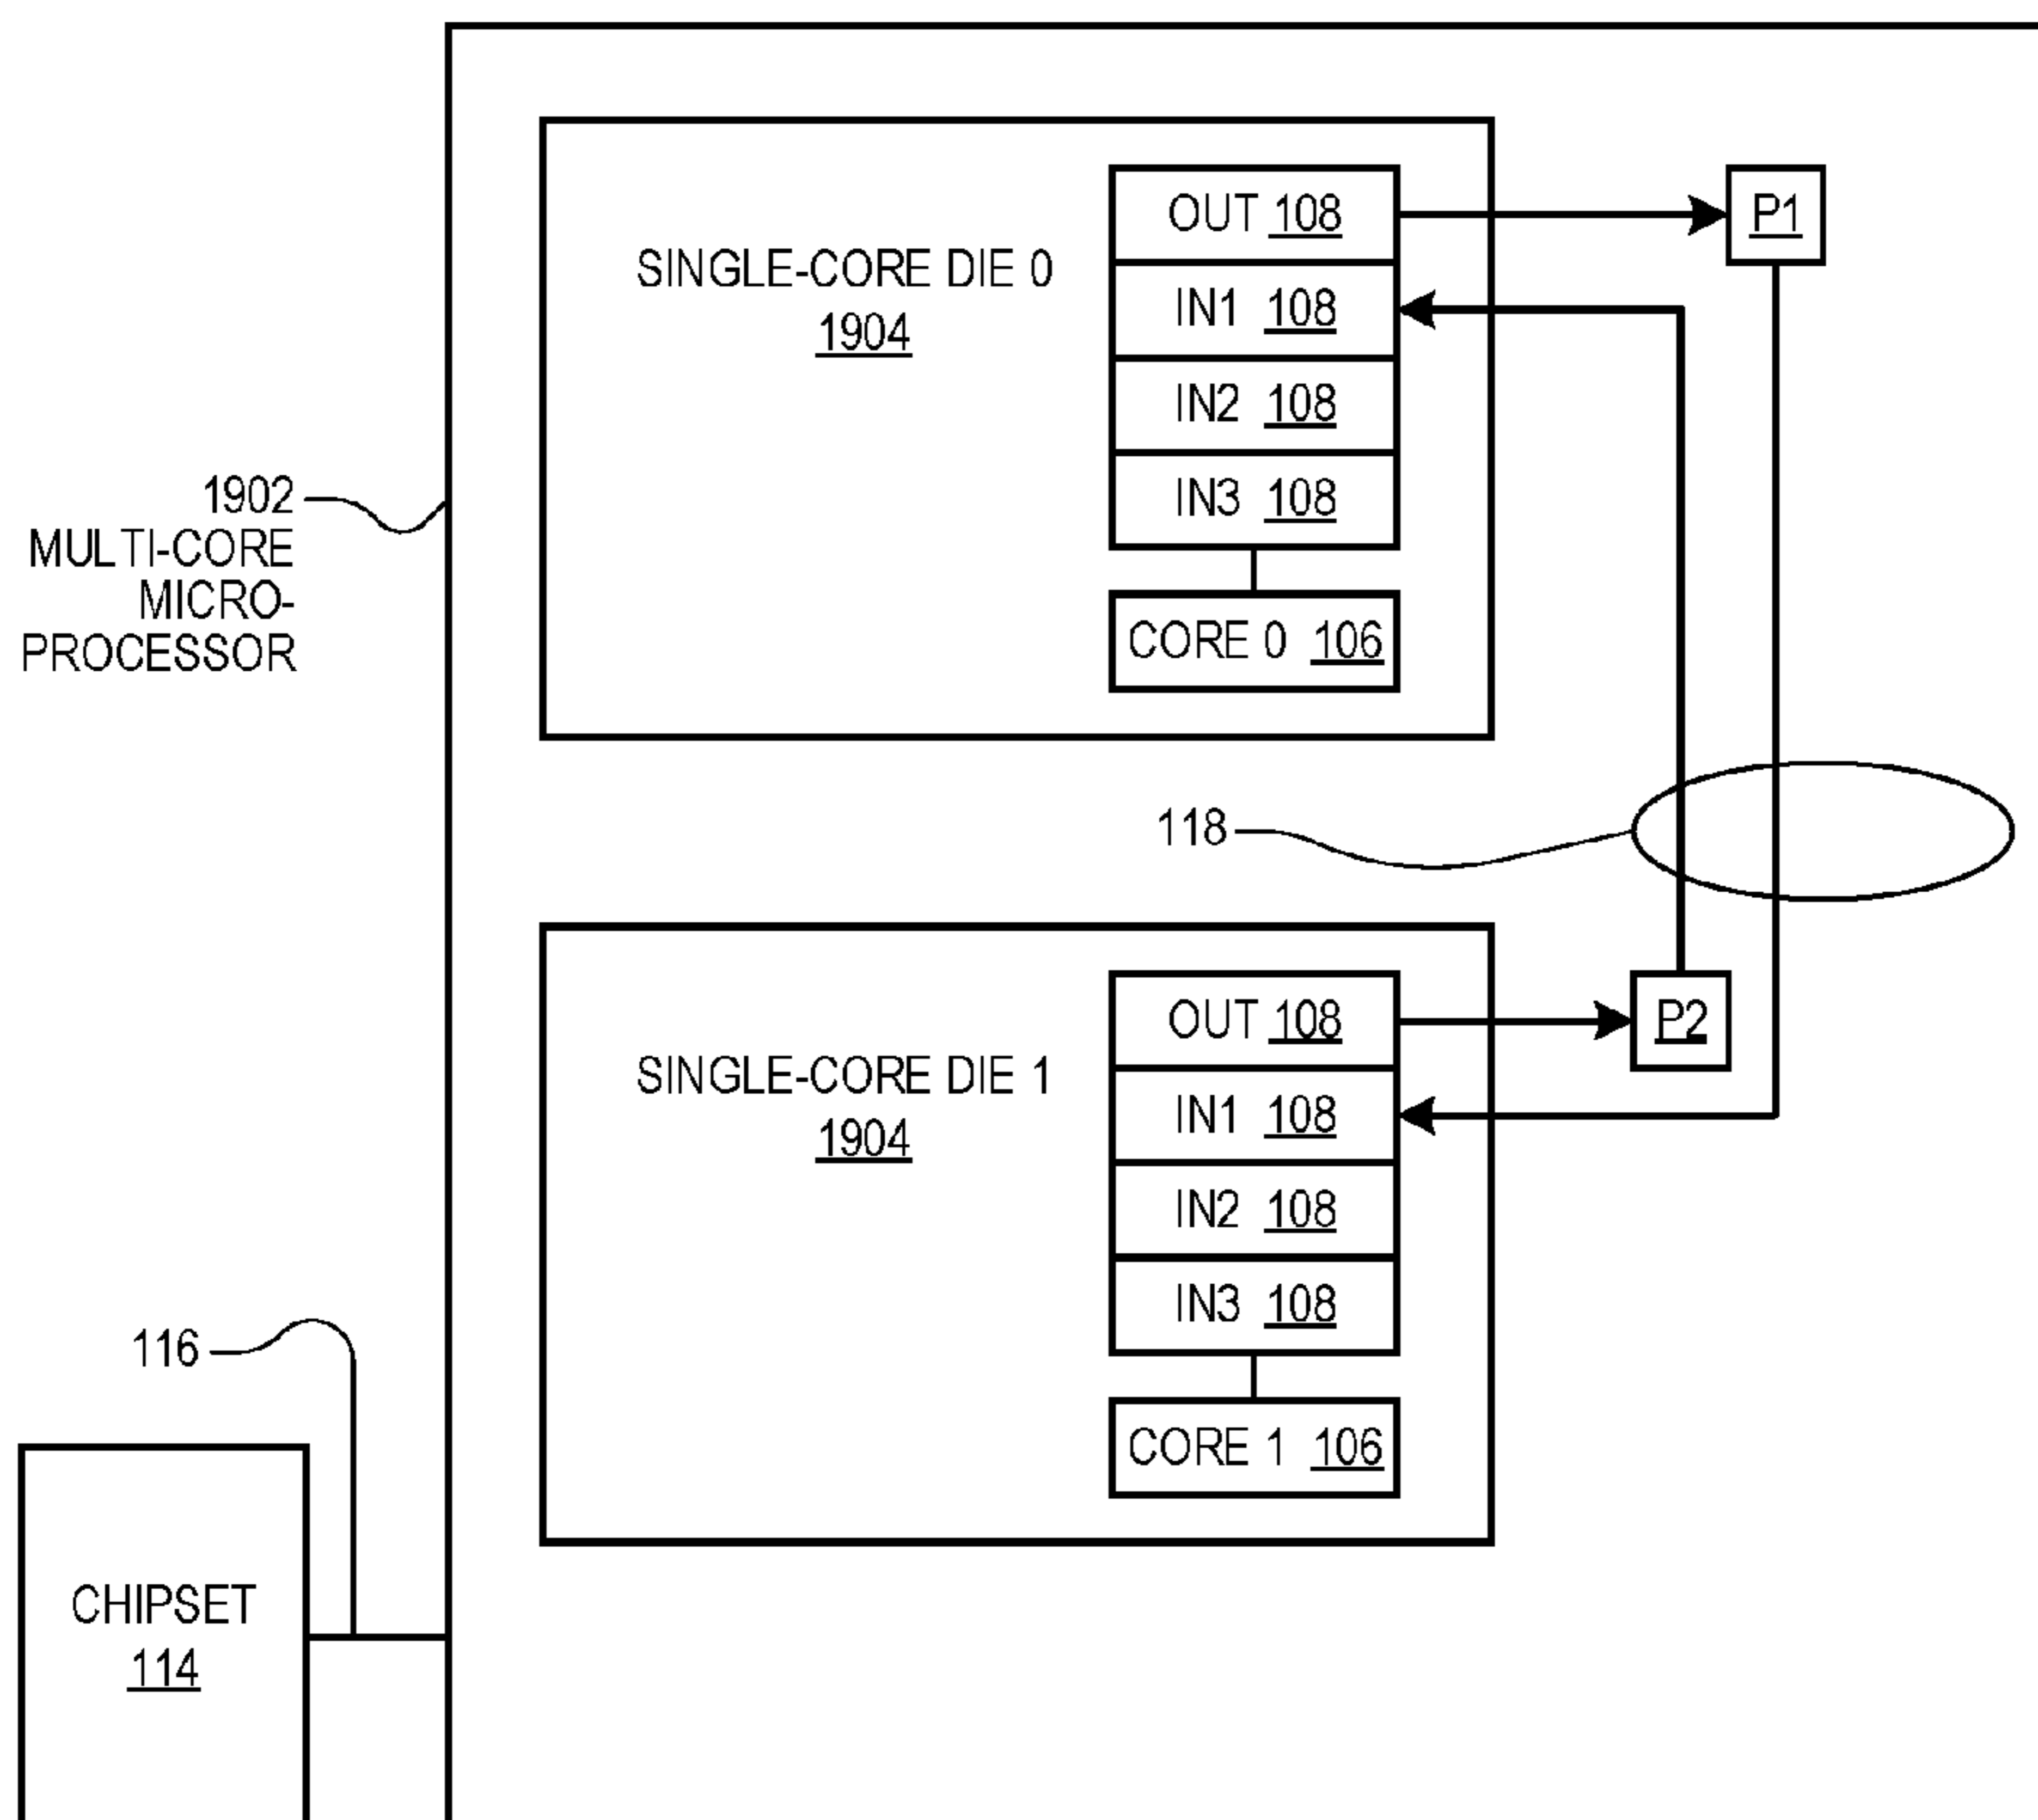 OUT 108
P1
SINGLE-CORE DIE 0
1904
IN1 108
IN2 108
IN3 108
CORE 0 106
1902
MULTI-CORE
MICRO-
PROCESSOR
118
OUT 108
P2
SINGLE-CORE DIE 1
1904
IN1 108
IN2 108
IN3 108
CORE 1 106
116
CHIPSET
114